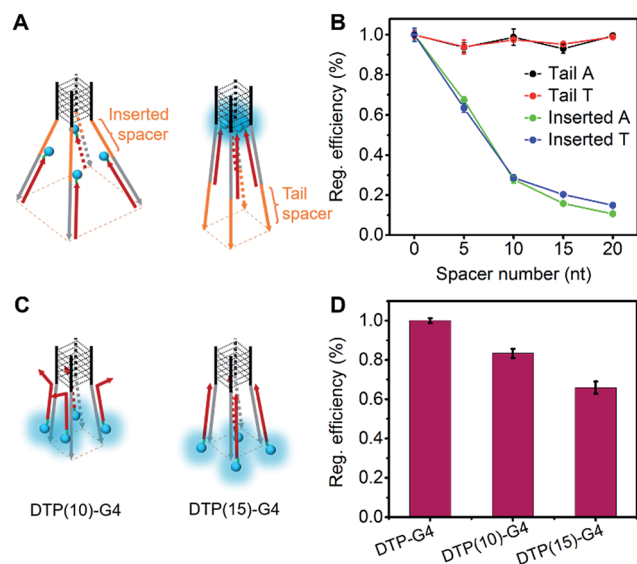 A
Inserted
spacer
Tail
spacer
B
Reg. efficiency (%)
1.0
0.8
0.6
0.4
0.2
0.0
Tail A
Tail T
Inserted A
Inserted T
0 5 10 15 20
Spacer number (nt)
C
DTP(10)-G4 DTP(15)-G4
D
Reg. efficiency (%)
1.0
0.8
0.6
0.4
0.2
0.0
DTP-G4 DTP(10)-G4 DTP(15)-G4